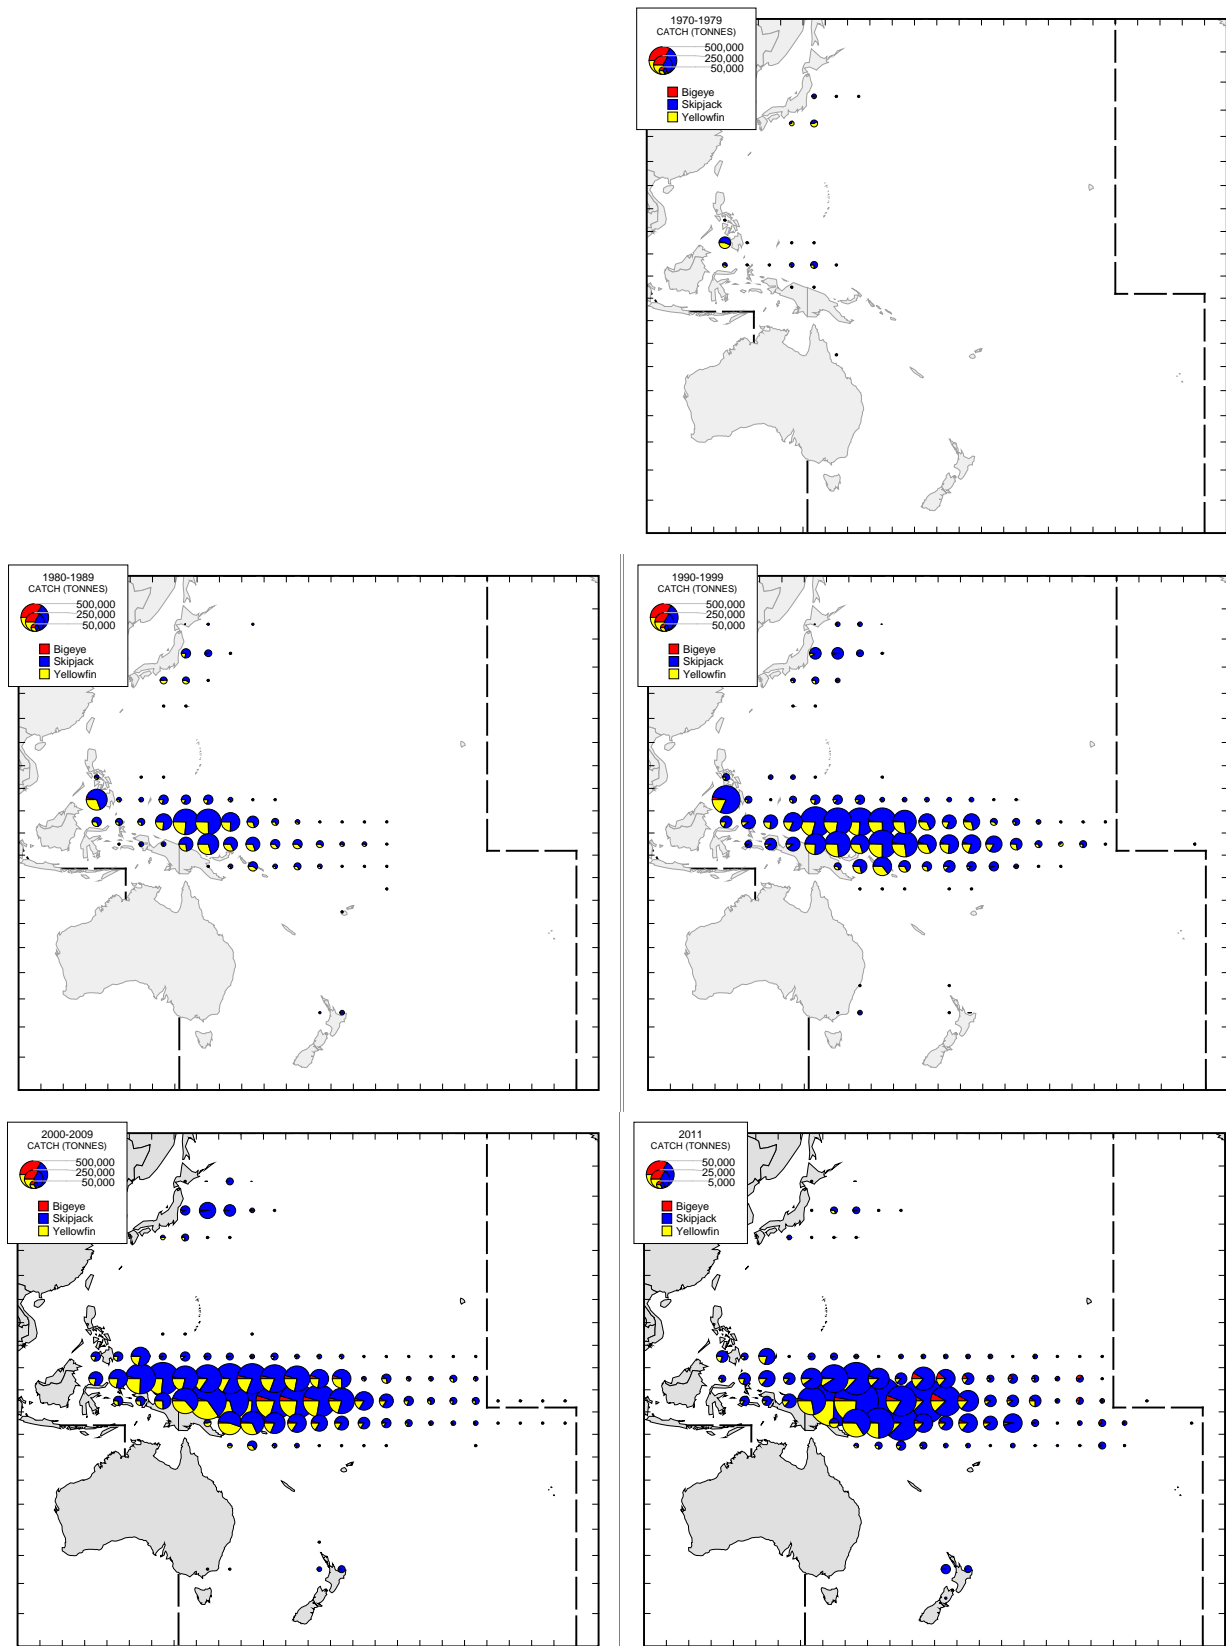 1970-1979
CATCH (TONNES)
500,000
250,000
50,000
Bigeye
Skipjack
Yellowfin
1980-1989
CATCH (TONNES)
500,000
250,000
50,000
Bigeye
Skipjack
Yellowfin
1990-1999
CATCH (TONNES)
500,000
250,000
50,000
Bigeye
Skipjack
Yellowfin
2000-2009
CATCH (TONNES)
500,000
250,000
50,000
Bigeye
Skipjack
Yellowfin
2011
CATCH (TONNES)
50,000
25,000
5,000
Bigeye
Skipjack
Yellowfin